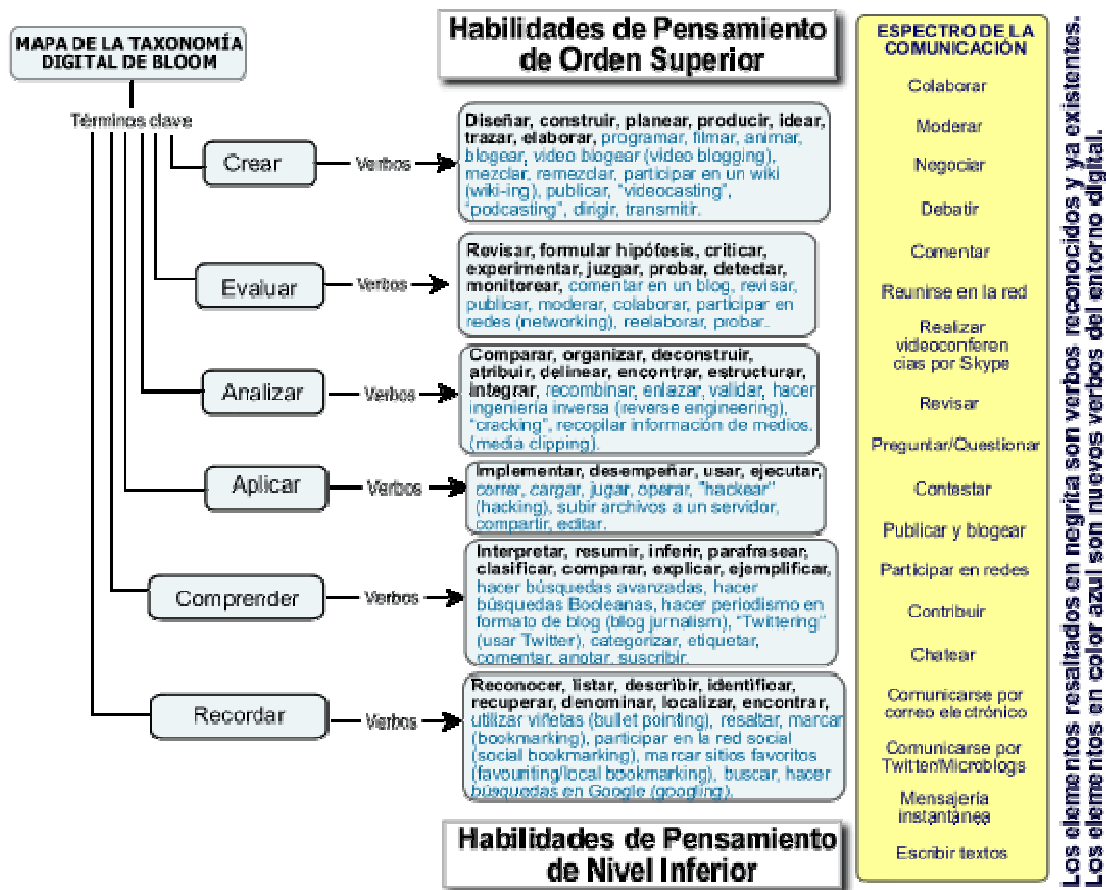 MAPA DE LA TAXONOMÍA
DIGITAL DE BLOOM
Términos clave
Habilidades de Pensamiento
de Orden Superior
Crear
Verbos
Diseñar, construir, planear, producir, idear,
trazar, elaborar, programar, filmar, animar,
blogear, video blogear (video blogging),
mezclar, remezclar, participar en un wiki
(wiki-ing), publicar, "videocasting",
"podcasting", dirigir, transmitir.
Evaluar
Verbos
Revisar, formular hipótesis, criticar,
experimentar, juzgar, probar, detectar,
monitorear, comentar en un blog, revisar,
publicar, moderar, colaborar, participar en
redes (networking), reelaborar, probar.
Analizar
Verbos
Comparar, organizar, deconstruir,
atribuir, delinear, encontrar, estructurar,
integrar, recombinar, enlazar, validar, hacer
ingeniería inversa (reverse engineering),
"cracking", recopilar información de medios.
(media clipping).
Aplicar
Verbos
Implementar, desempeñar, usar, ejecutar,
correr, cargar, jugar, operar, "hackear"
(hacking), subir archivos a un servidor,
compartir, editar.
Comprender
Verbos
Interpretar, resumir, inferir, parafrasear,
clasificar, comparar, explicar, ejemplificar,
hacer búsquedas avanzadas, hacer
búsquedas Booleanas, hacer periodismo en
formato de blog (blog jurnalism), "Twittering"
(usar Twitter), categorizar, etiquetar,
comentar, anotar, suscribir.
Recordar
Verbos
Reconocer, listar, describir, identificar,
recuperar, denominar, localizar, encontrar,
utilizar viñetas (bullet pointing), resaltar, marcar
(bookmarking), participar en la red social
(social bookmarking), marcar sitios favoritos
(favouriting/local bookmarking), buscar, hacer
búsquedas en Google (googling).
Habilidades de Pensamiento
de Nivel Inferior
ESPECTRO DE LA
COMUNICACIÓN
Colaborar
Moderar
Negociar
Debatir
Comentar
Reunirse en la red
Realizar
videoconferen
cias por Skype
Revisar
Preguntar/Questionar
Contestar
Publicar y blogear
Participar en redes
Contribuir
Chatear
Comunicarse por
correo electrónico
Comunicarse por
Twitter/Microblogs
Mensajería
instantánea
Escribir textos
Los elementos resaltados en negrita son verbos reconocidos y ya existentes.
Los elementos en color azul son nuevos verbos del entorno digital.